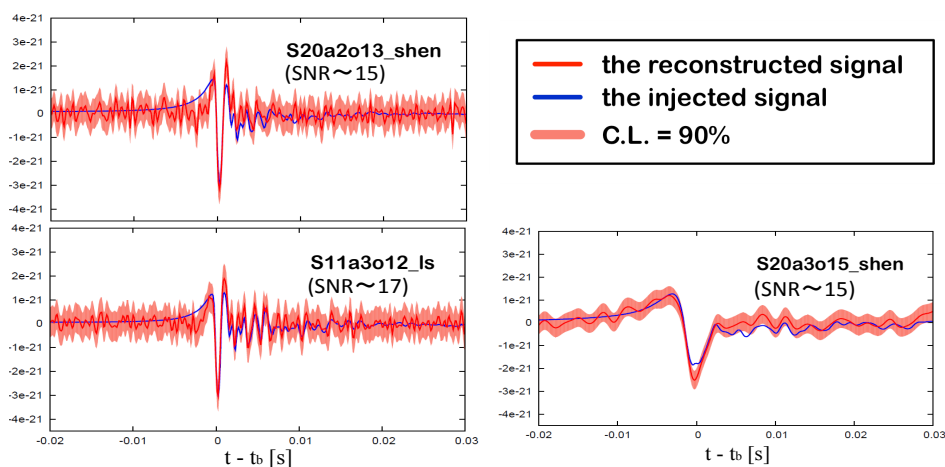 4e-21
3e-21
2e-21
1e-21
0
-1e-21
-2e-21
-3e-21
-4e-21
S20a2o13_shen
(SNR～15)
the reconstructed signal
the injected signal
C.L. = 90%
4e-21
3e-21
2e-21
1e-21
0
-1e-21
-2e-21
-3e-21
-4e-21
S11a3o12_ls
(SNR～17)
-0.02
-0.01
0
0.01
0.02
0.03
t - tb [s]
4e-21
3e-21
2e-21
1e-21
0
-1e-21
-2e-21
-3e-21
-4e-21
S20a3o15_shen
(SNR～15)
-0.02
-0.01
0
0.01
0.02
0.03
t - tb [s]